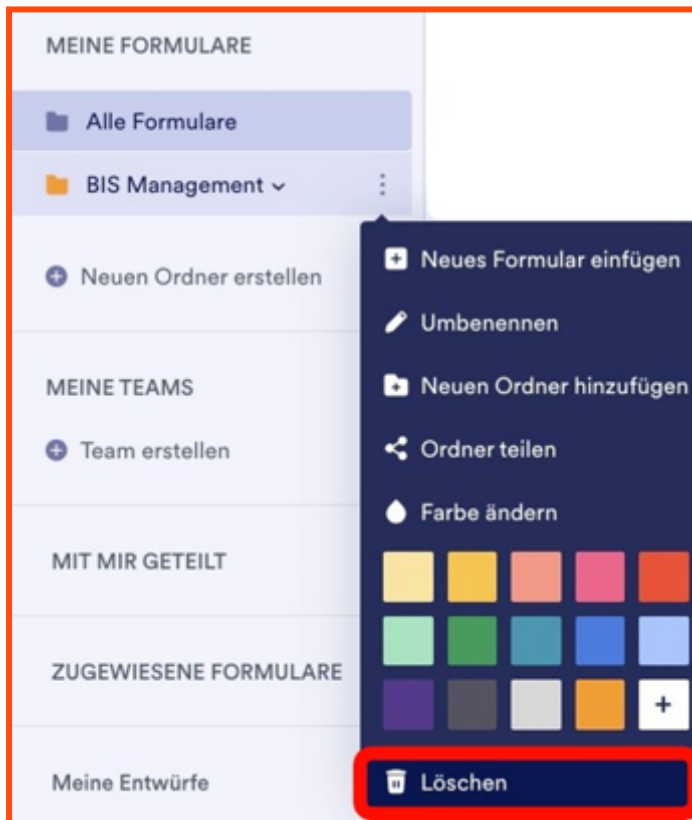 MEINE FORMULARE
Alle Formulare
BIS Management
Neuen Ordner erstellen
MEINE TEAMS
Team erstellen
MIT MIR GETEILT
ZUGEWIESENE FORMULARE
Meine Entwürfe
Neues Formular einfügen
Umbenennen
Neuen Ordner hinzufügen
Ordner teilen
Farbe ändern
+
Löschen